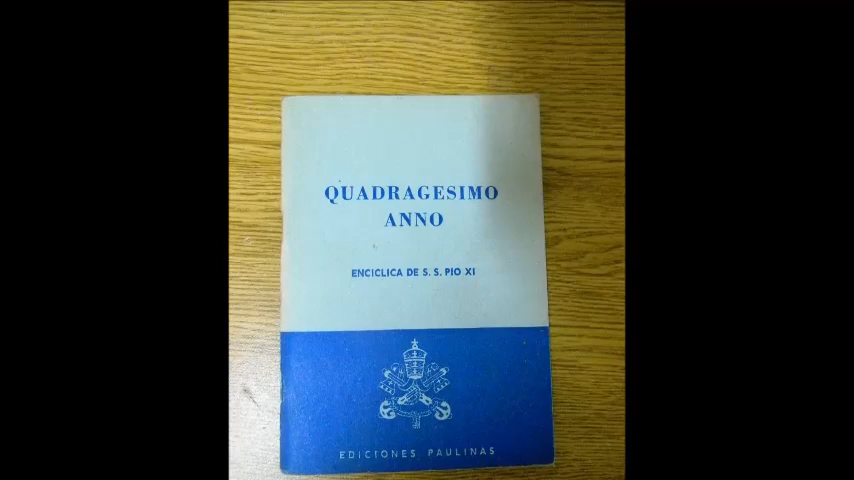 QUADRAGESIMO
ANNO
ENCICLICA DE S. S. PIO XI
EDICIONES PAULINAS